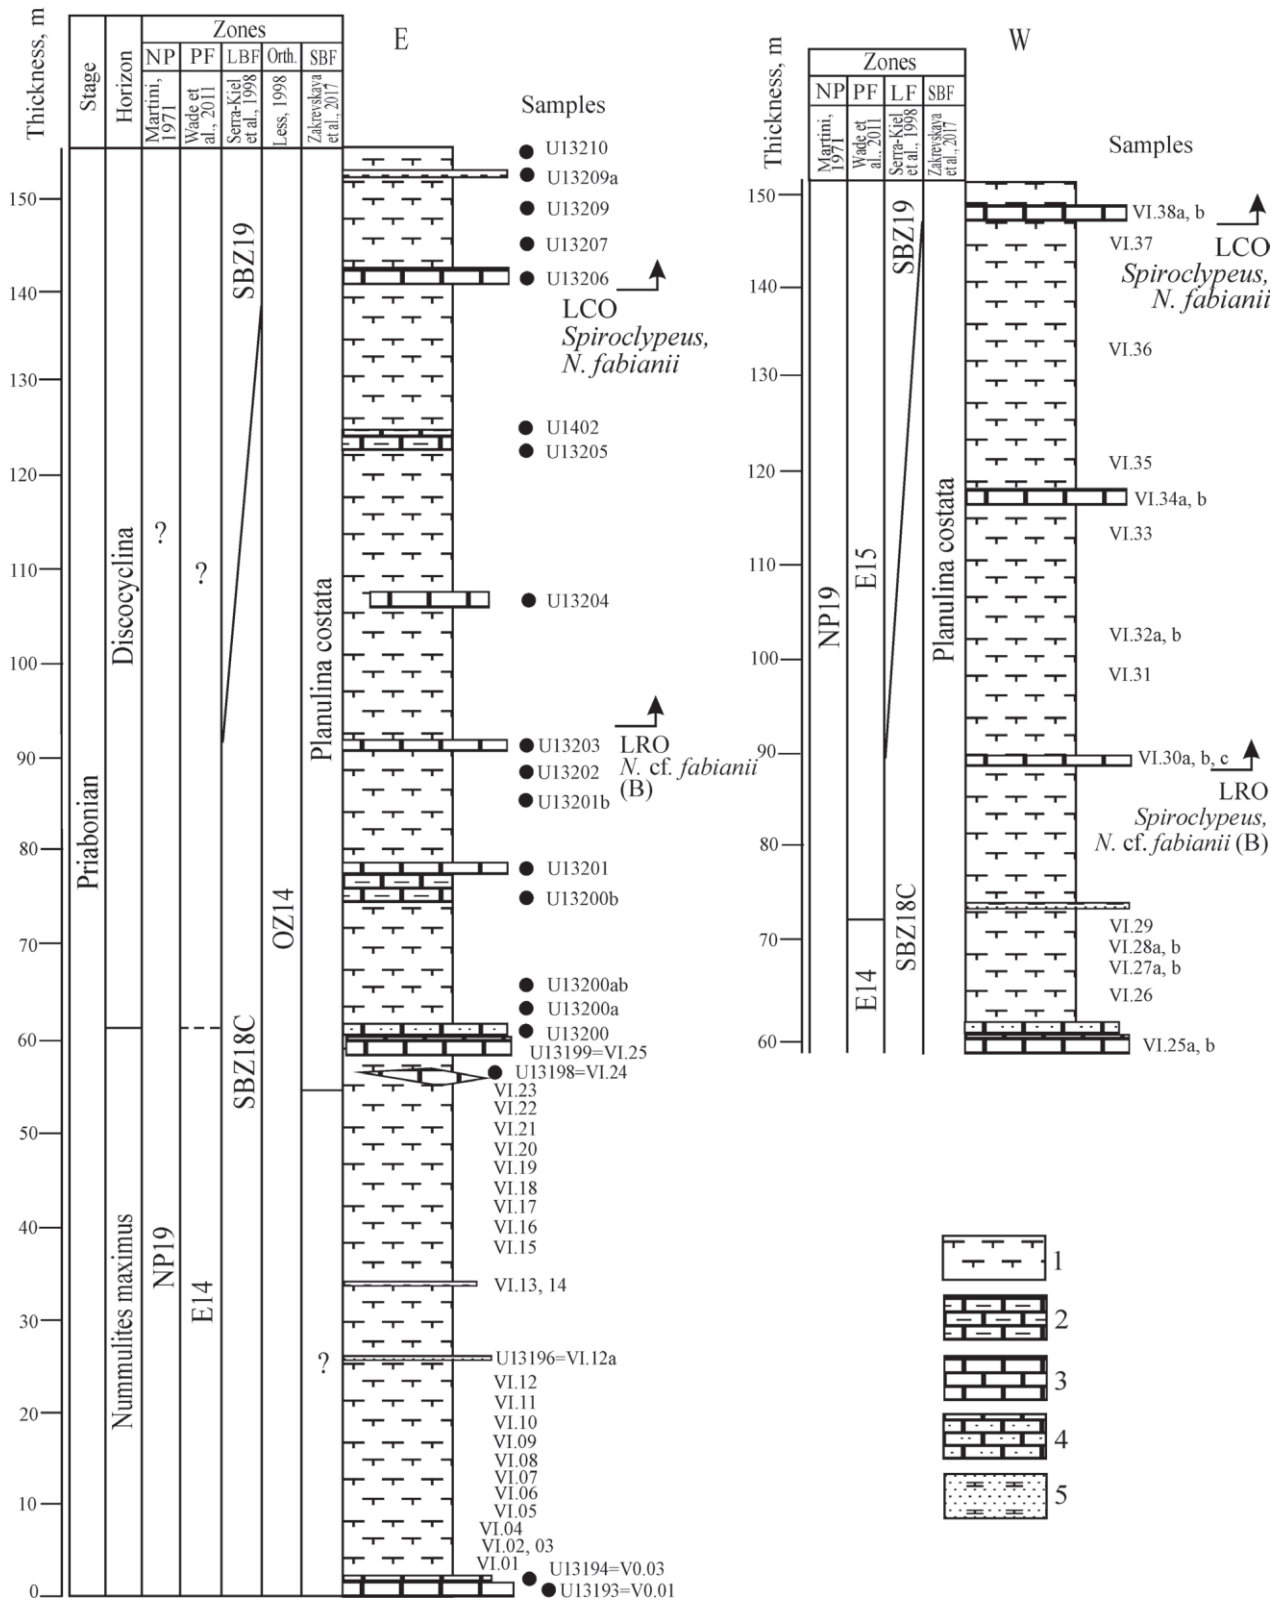 Thickness, m
Stage
Horizon
Zones
NP
PF
LBF
Orth.
SBF
Martini,
1971
Wade et
al., 2011
Serra-Kiel
et al., 1998
Less, 1998
Zakrevskaya
et al., 2017
E
Samples
150
140
130
120
110
100
90
80
70
60
50
40
30
20
10
0
Priabonian
Discocyclina
Nummulites maximus
?
NP19
?
E14
SBZ19
SBZ18C
OZ14
Planulina costata
?
U13210
U13209a
U13209
U13207
U13206
LCO
Spiroclypeus,
N. fabianii
U1402
U13205
U13204
U13203
LRO
N. cf. fabianii
(B)
U13202
U13201b
U13201
U13200b
U13200ab
U13200a
U13200
U13199=VI.25
U13198=VI.24
VI.23
VI.22
VI.21
VI.20
VI.19
VI.18
VI.17
VI.16
VI.15
VI.13, 14
U13196=VI.12a
VI.12
VI.11
VI.10
VI.09
VI.08
VI.07
VI.06
VI.05
VI.04
VI.02, 03
VI.01
U13194=V0.03
U13193=V0.01
W
Thickness, m
Zones
NP
PF
LF
SBF
Martini,
1971
Wade et
al., 2011
Serra-Kiel
et al., 1998
Zakrevskaya
et al., 2017
Samples
150
140
130
120
110
100
90
80
70
60
NP19
E15
E14
SBZ19
SBZ18C
Planulina costata
VI.38a, b
VI.37
LCO
Spiroclypeus,
N. fabianii
VI.36
VI.35
VI.34a, b
VI.33
VI.32a, b
VI.31
VI.30a, b, c
LRO
Spiroclypeus,
N. cf. fabianii (B)
VI.29
VI.28a, b
VI.27a, b
VI.26
VI.25a, b
1
2
3
4
5